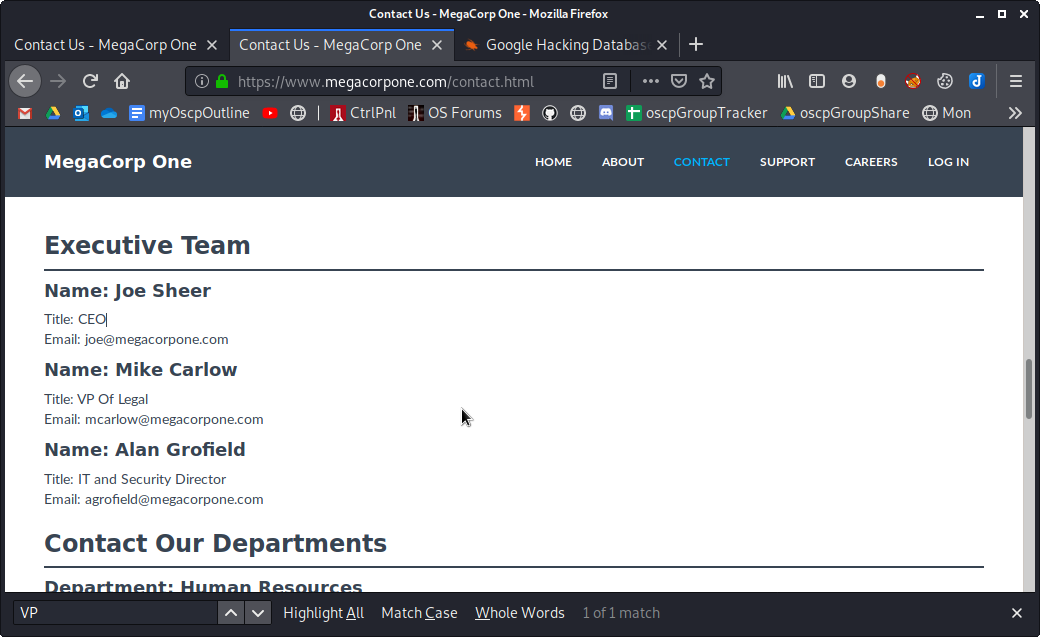 Contact Us - MegaCorp One - Mozilla Firefox
Contact Us - MegaCorp One
Contact Us - MegaCorp One
Google Hacking Databas
https://www.megacorpone.com/contact.html
myOscpOutline
CtrlPnl
OS Forums
oscpGroupTracker
oscpGroupShare
Mon
MegaCorp One
HOME
ABOUT
CONTACT
SUPPORT
CAREERS
LOG IN
Executive Team
Name: Joe Sheer
Title: CEO
Email: joe@megacorpone.com
Name: Mike Carlow
Title: VP Of Legal
Email: mcarlow@megacorpone.com
Name: Alan Grofield
Title: IT and Security Director
Email: agrofield@megacorpone.com
Contact Our Departments
Department: Human Resources
VP
Highlight All
Match Case
Whole Words
1 of 1 match